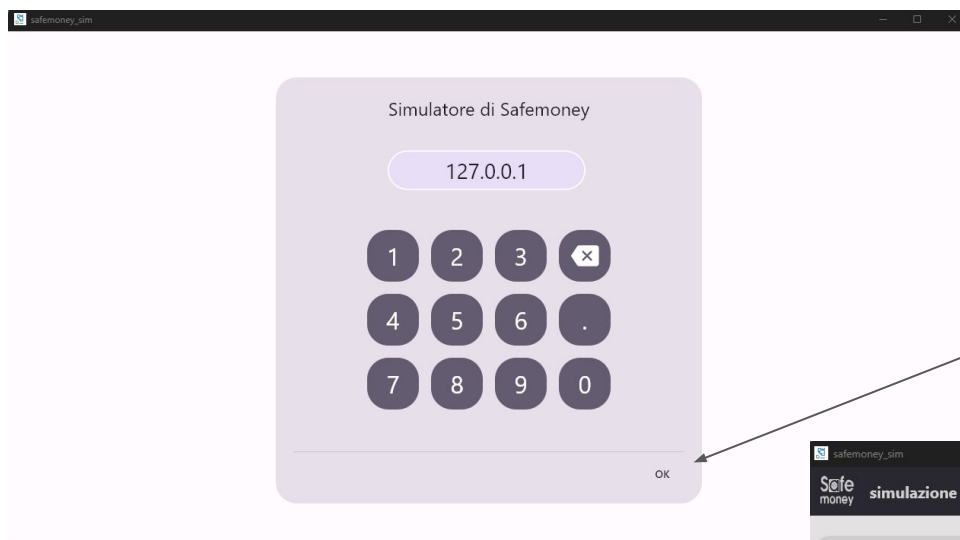 safemoney_sim
Simulatore di Safemoney
127.0.0.1
1 2 3
4 5 6 .
7 8 9 0
OK
safemoney_sim
Safe
money
simulazione